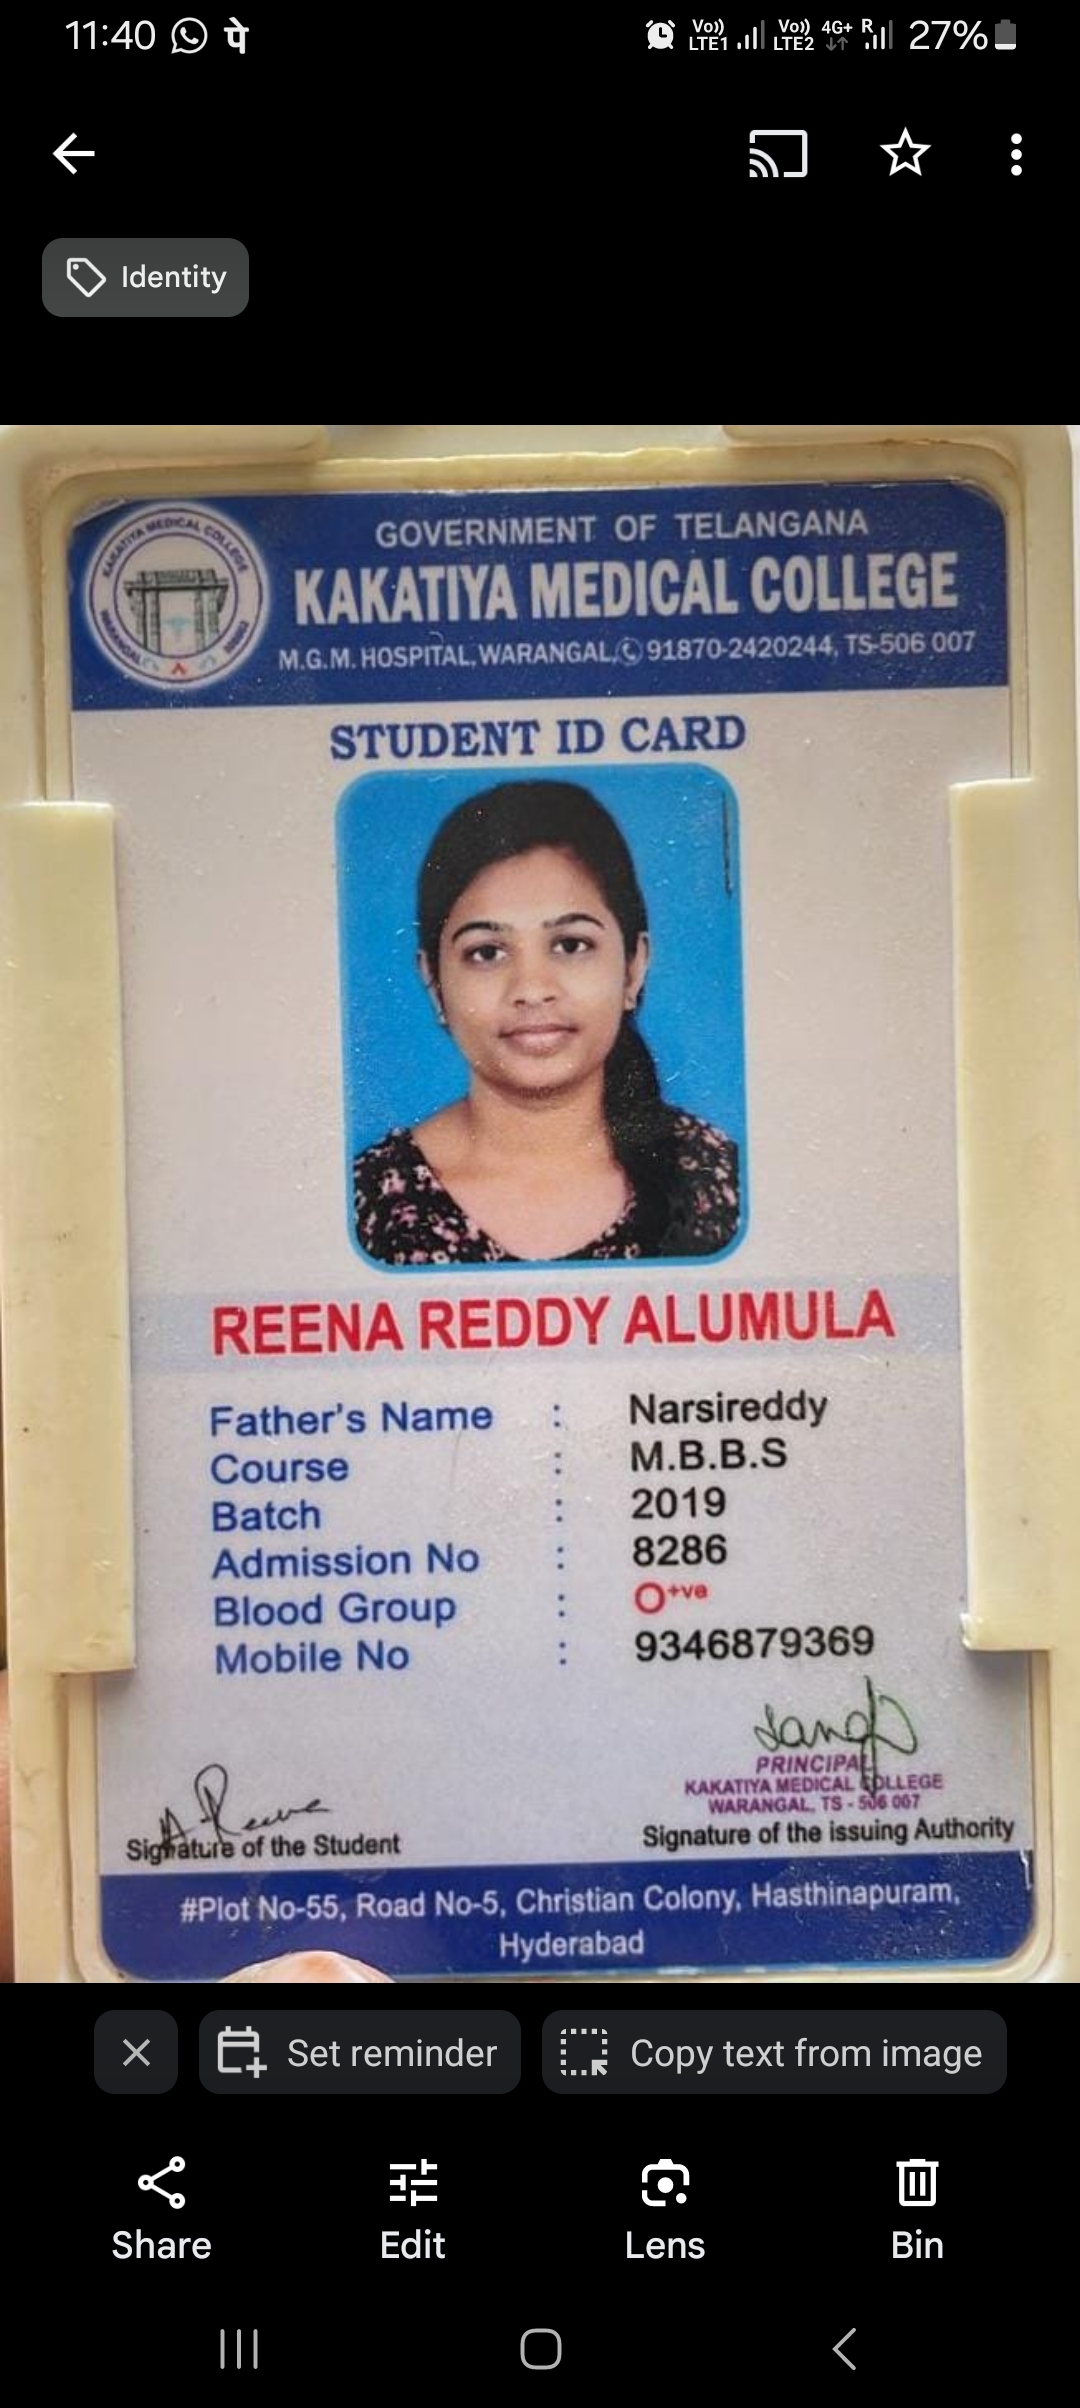 11:40 पे Vo)) LTE1 Vo)) LTE2 4G+ R 27%
Identity
KAKATIYA MEDICAL COLLEGE
WARANGAL
GOVERNMENT OF TELANGANA
KAKATIYA MEDICAL COLLEGE
M.G.M. HOSPITAL, WARANGAL, 91870-2420244, TS-506 007
STUDENT ID CARD
REENA REDDY ALUMULA
Father's Name : Narsireddy
Course : M.B.B.S
Batch : 2019
Admission No : 8286
Blood Group : O+ve
Mobile No : 9346879369
A. Reena
PRINCIPAL
KAKATIYA MEDICAL COLLEGE
WARANGAL, TS - 506 007
Signature of the Student
Signature of the issuing Authority
#Plot No-55, Road No-5, Christian Colony, Hasthinapuram,
Hyderabad
Set reminder
Copy text from image
Share Edit Lens Bin